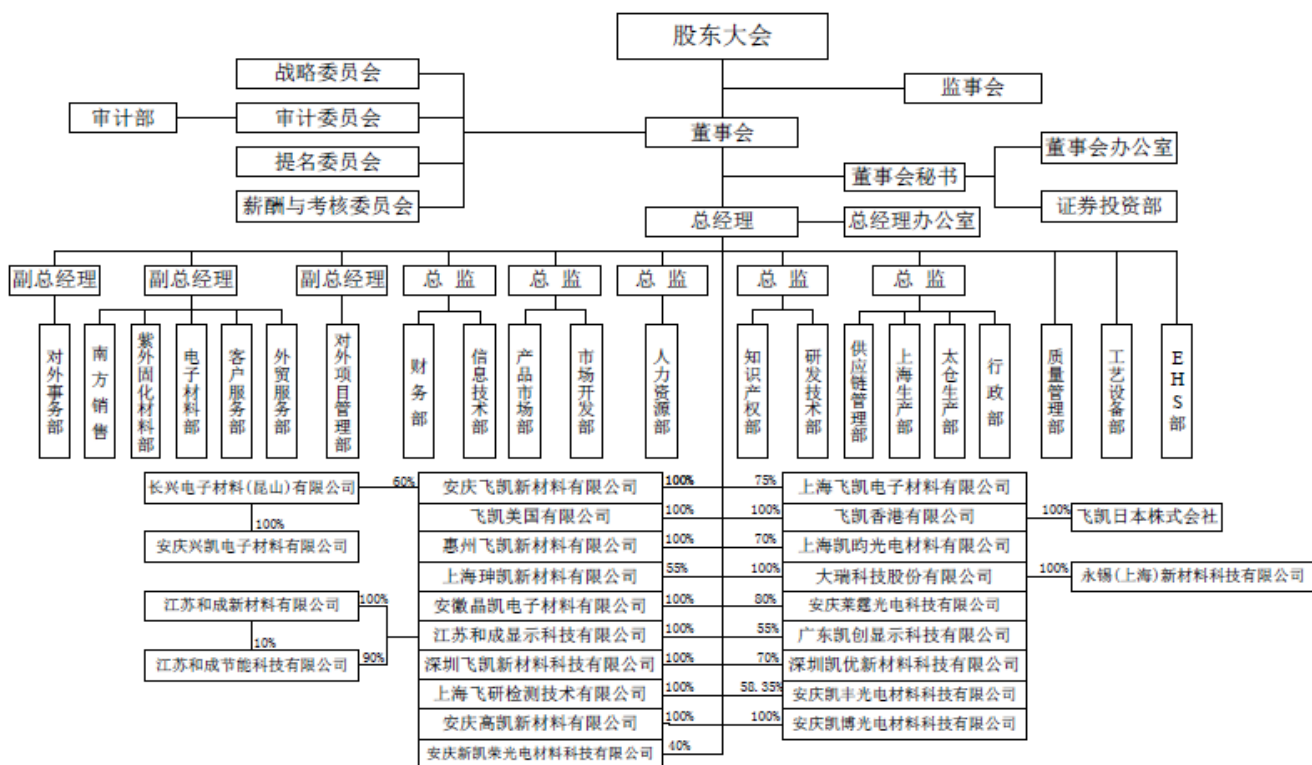 股东大会
战略委员会
监事会
审计部
审计委员会
董事会
提名委员会
董事会办公室
董事会秘书
薪酬与考核委员会
证券投资部
总经理
总经理办公室
副总经理
副总经理
副总经理
总 监
总 监
总 监
总 监
总 监
对外事务部
南方销售
紫外固化材料部
电子材料部
客户服务部
外贸服务部
对外项目管理部
财务部
信息技术部
产品市场部
市场开发部
人力资源部
知识产权部
研发技术部
供应链管理部
上海生产部
太仓生产部
行政部
质量管理部
工艺设备部
EHS部
长兴电子材料(昆山)有限公司
60%
安庆飞凯新材料有限公司
100%
75%
上海飞凯电子材料有限公司
飞凯美国有限公司
100%
100%
飞凯香港有限公司
100%
飞凯日本株式会社
100%
安庆兴凯电子材料有限公司
惠州飞凯新材料有限公司
100%
70%
上海凯昀光电材料有限公司
上海珅凯新材料有限公司
55%
100%
大瑞科技股份有限公司
100%
永锡(上海)新材料科技有限公司
江苏和成新材料有限公司
100%
安徽晶凯电子材料有限公司
100%
80%
安庆莱霆光电科技有限公司
10%
江苏和成显示科技有限公司
100%
55%
广东凯创显示科技有限公司
江苏和成节能科技有限公司
90%
深圳飞凯新材料科技有限公司
100%
70%
深圳凯优新材料科技有限公司
上海飞研检测技术有限公司
100%
58.35%
安庆凯丰光电材料科技有限公司
安庆高凯新材料有限公司
100%
100%
安庆凯博光电材料科技有限公司
安庆新凯荣光电材料科技有限公司
40%